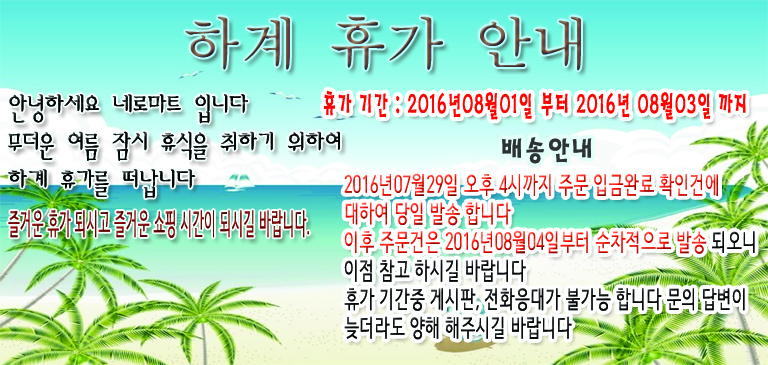 하계 휴가 안내
안녕하세요 네로마트 입니다
무더운 여름 잠시 휴식을 취하기 위하여
하계 휴가를 떠납니다
즐거운 휴가 되시고 즐거운 쇼핑 시간이 되시길 바랍니다.
휴가 기간 : 2016년08월01일 부터 2016년 08월03일 까지
배송안내
2016년07월29일 오후 4시까지 주문 입금완료 확인건에
대하여 당일 발송 합니다
이후 주문건은 2016년08월04일부터 순차적으로 발송 되오니
이점 참고 하시길 바랍니다
휴가 기간중 게시판, 전화응대가 불가능 합니다 문의 답변이
늦더라도 양해 해주시길 바랍니다